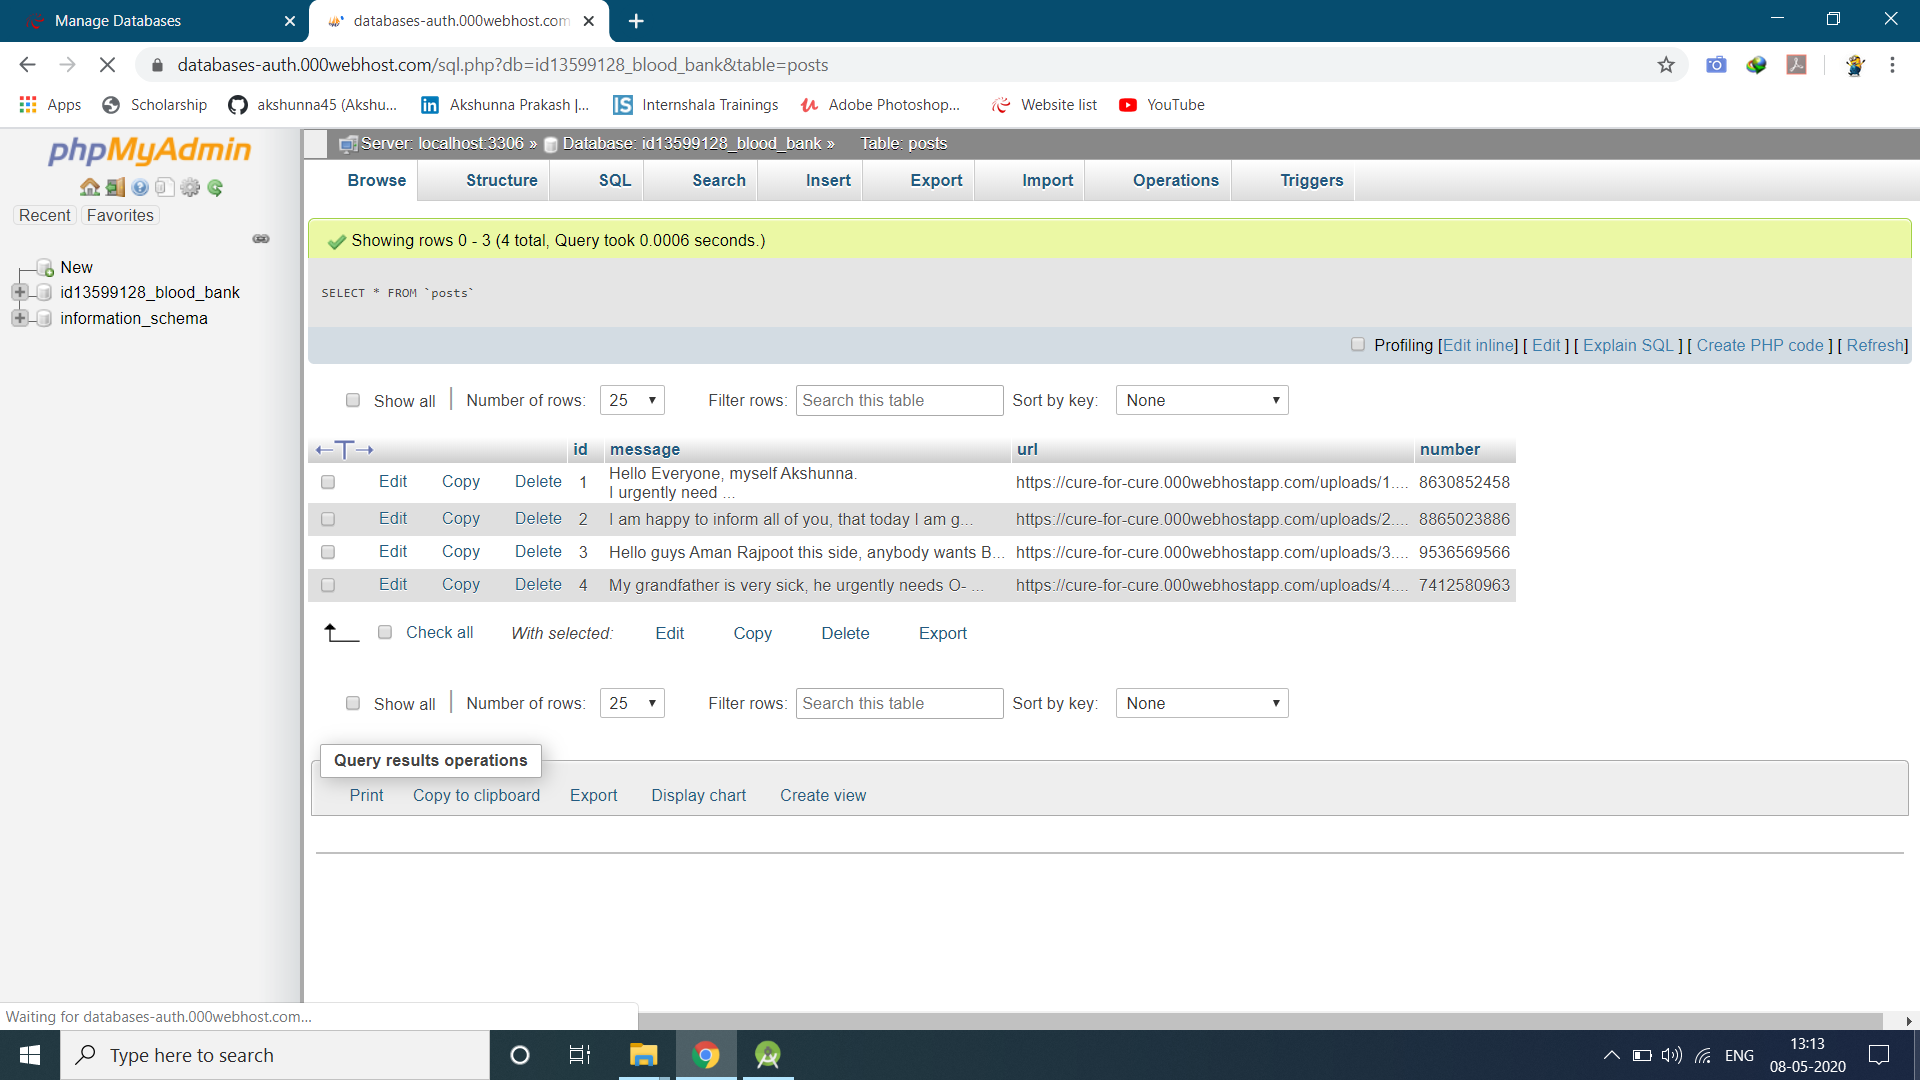 Manage Databases
databases-auth.000webhost.com
databases-auth.000webhost.com/sql.php?db=id13599128_blood_bank&table=posts
Apps Scholarship akshunna45 (Akshu... Akshunna Prakash |... Internshala Trainings Adobe Photoshop... Website list YouTube
phpMyAdmin
Recent Favorites
New
id13599128_blood_bank
information_schema
Server: localhost:3306 » Database: id13599128_blood_bank » Table: posts
Browse Structure SQL Search Insert Export Import Operations Triggers
Showing rows 0 - 3 (4 total, Query took 0.0006 seconds.)
SELECT * FROM `posts`
Profiling [Edit inline] [ Edit ] [ Explain SQL ] [ Create PHP code ] [ Refresh]
Show all Number of rows: 25 Filter rows: Search this table Sort by key: None
id message url number
Edit Copy Delete 1 Hello Everyone, myself Akshunna.
I urgently need ... https://cure-for-cure.000webhostapp.com/uploads/1.... 8630852458
Edit Copy Delete 2 I am happy to inform all of you, that today I am g... https://cure-for-cure.000webhostapp.com/uploads/2.... 8865023886
Edit Copy Delete 3 Hello guys Aman Rajpoot this side, anybody wants B... https://cure-for-cure.000webhostapp.com/uploads/3.... 9536569566
Edit Copy Delete 4 My grandfather is very sick, he urgently needs O- ... https://cure-for-cure.000webhostapp.com/uploads/4.... 7412580963
Check all With selected: Edit Copy Delete Export
Show all Number of rows: 25 Filter rows: Search this table Sort by key: None
Query results operations
Print Copy to clipboard Export Display chart Create view
Waiting for databases-auth.000webhost.com...
Type here to search
ENG
13:13
08-05-2020